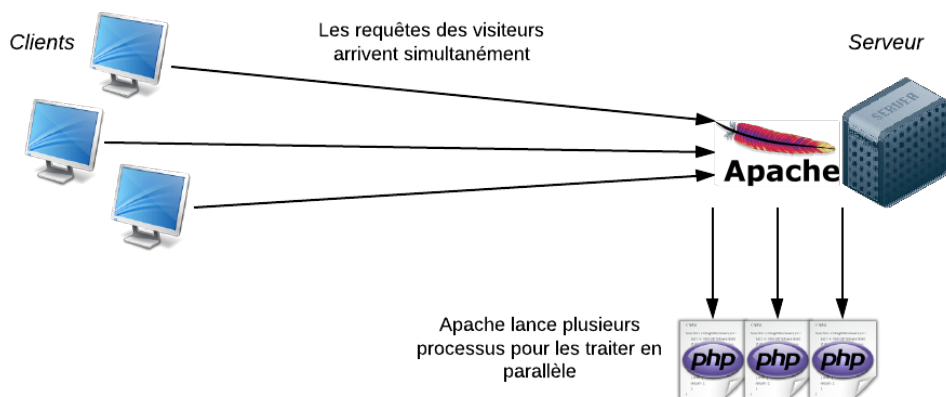 Clients
Les requêtes des visiteurs
arrivent simultanément
Serveur
SERVER
Apache
Apache lance plusieurs
processus pour les traiter en
parallèle
php
php
php